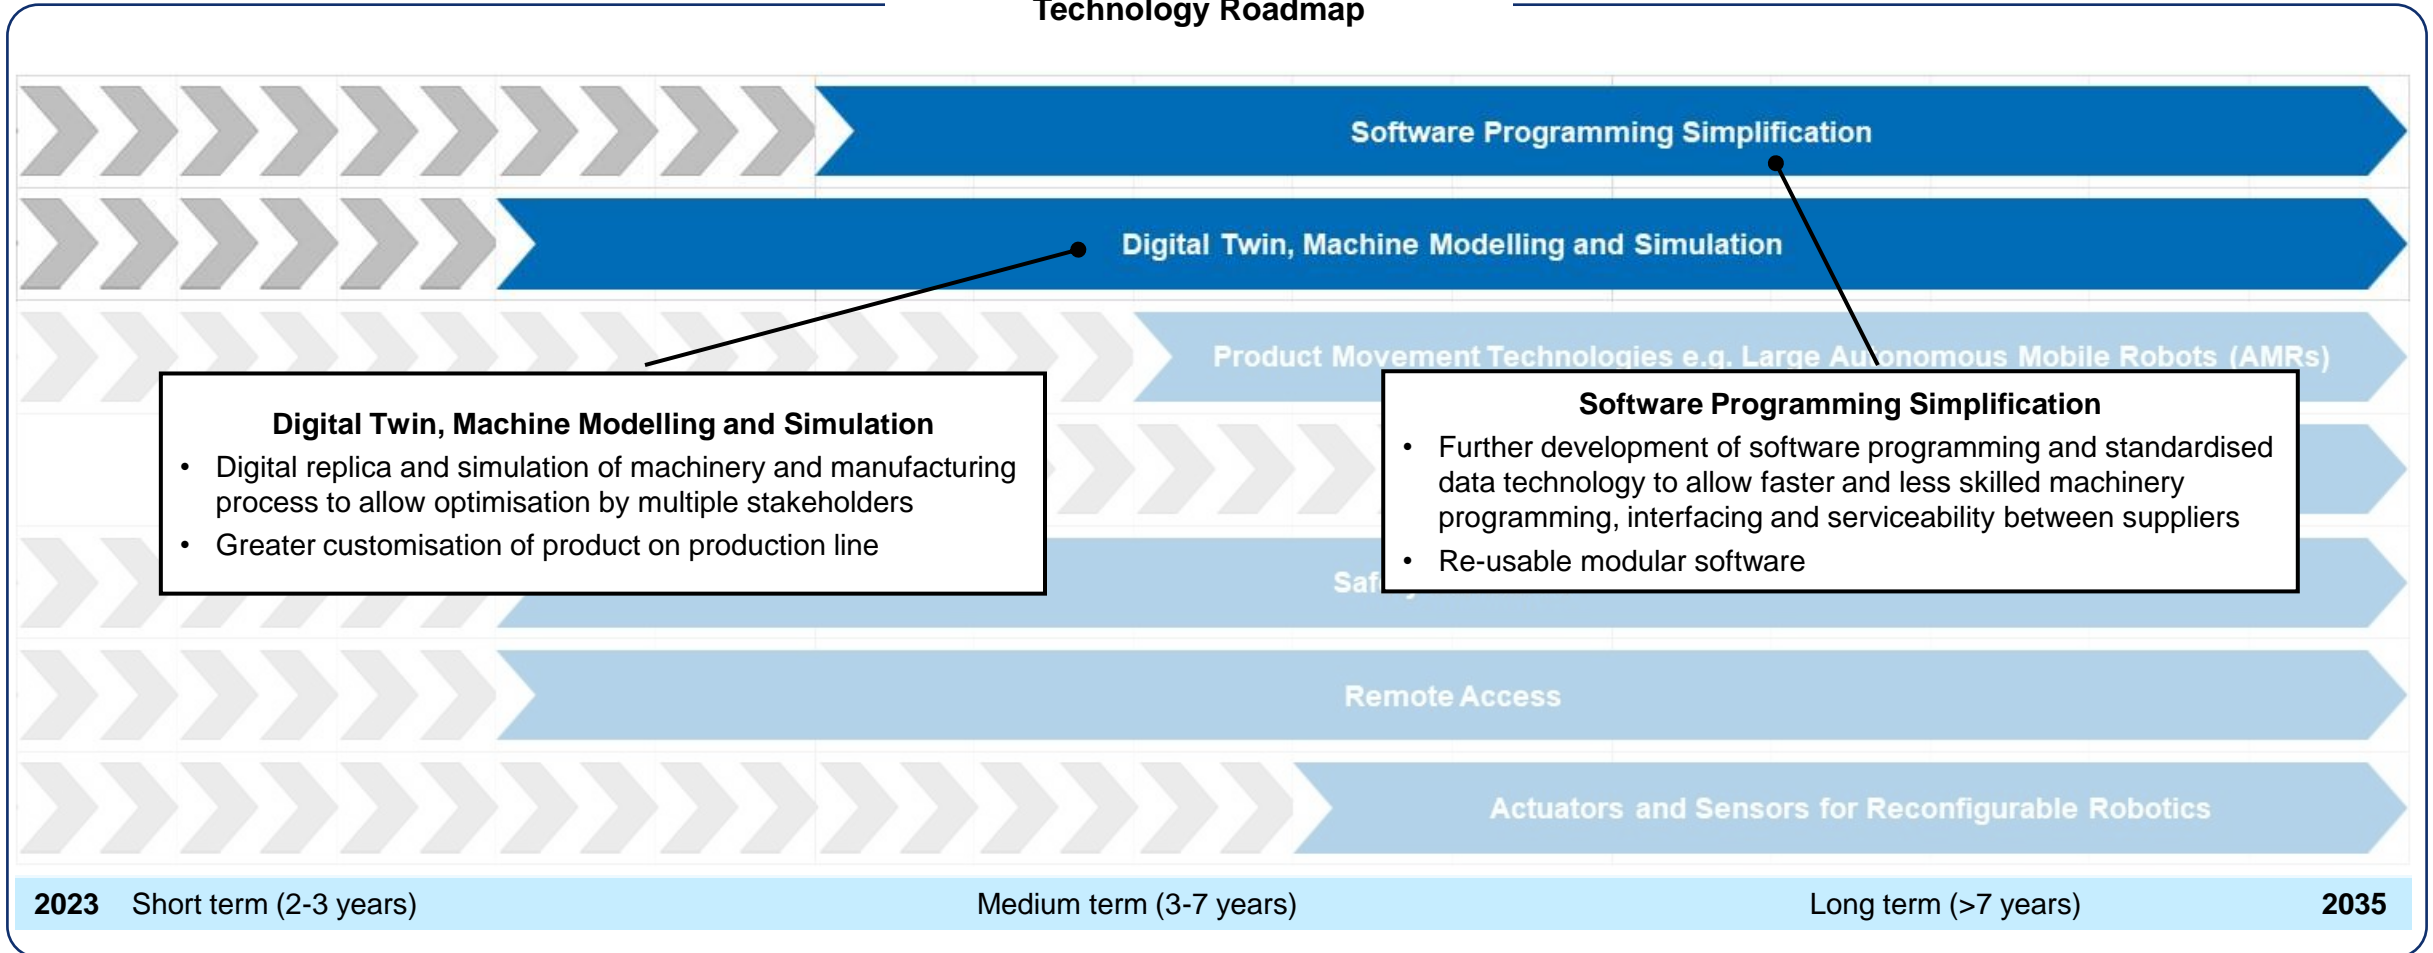 Technology Roadmap
Software Programming Simplification
Digital Twin, Machine Modelling and Simulation
Product Movement Technologies e.g. Large Autonomous Mobile Robots (AMRs)
Digital Twin, Machine Modelling and Simulation
• Digital replica and simulation of machinery and manufacturing
process to allow optimisation by multiple stakeholders
• Greater customisation of product on production line
Software Programming Simplification
• Further development of software programming and standardised
data technology to allow faster and less skilled machinery
programming, interfacing and serviceability between suppliers
• Re-usable modular software
Remote Access
Actuators and Sensors for Reconfigurable Robotics
2023 Short term (2-3 years) Medium term (3-7 years) Long term (>7 years) 2035